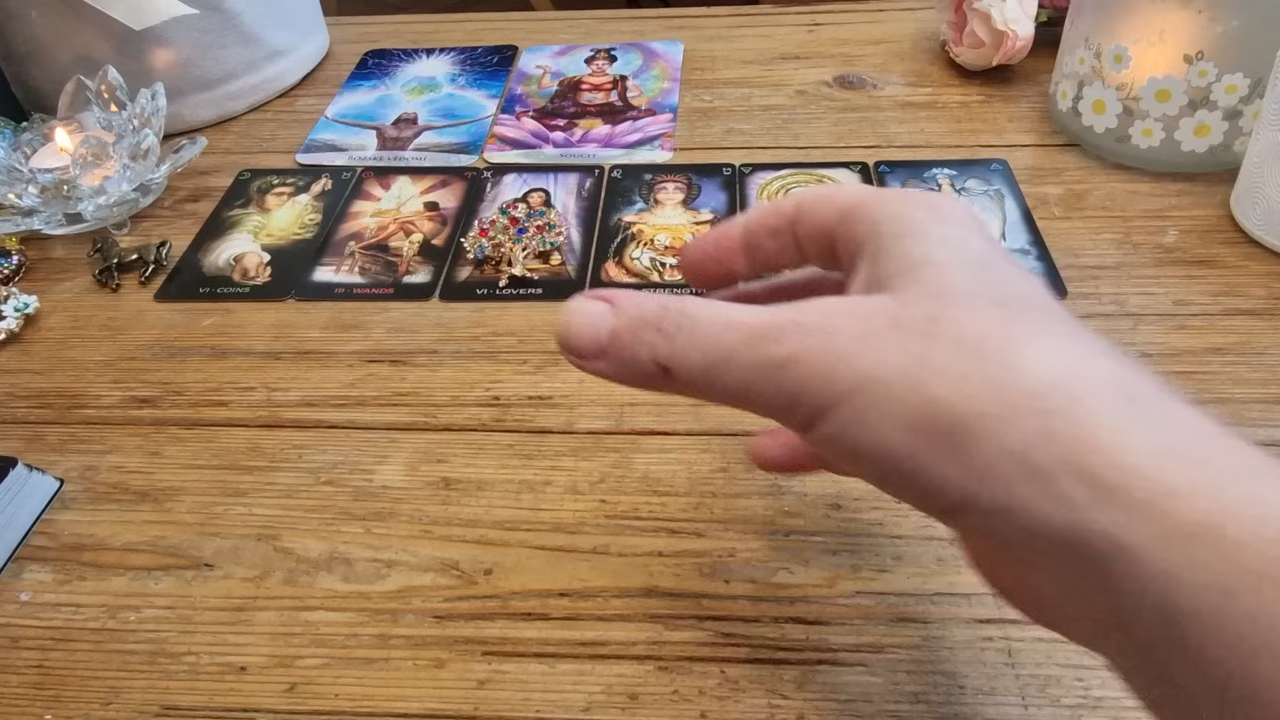 BOŽSKÉ VĚDOMÍ
SOUCIT
VI · COINS
III · WANDS
VI · LOVERS
STRENGTH